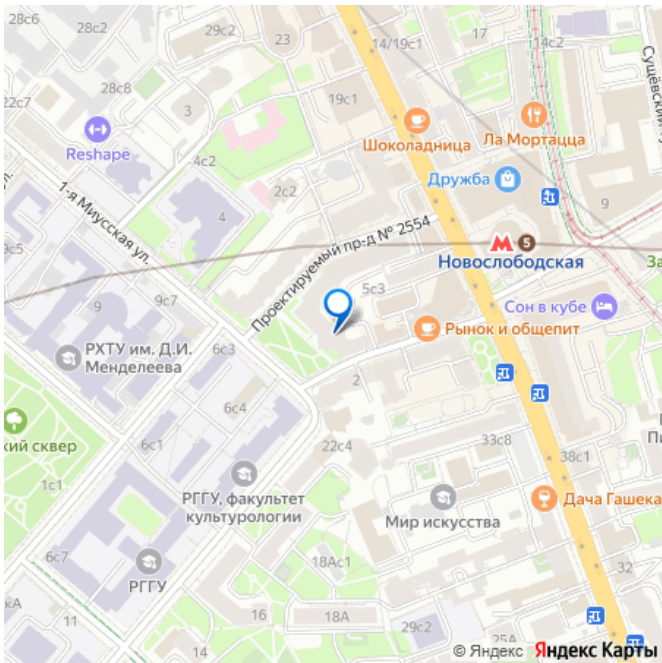 28с6
28с2
29с2
23
14/19с1
17
14с2
22с7
28с8
3
19с1
Шоколадница
Ла Мортацца
Reshape
4с2
2с2
Дружба
9
1-я Миусская ул.
4
Проектируемый пр-д № 2554
5
Новослободская
9с5
5с3
9с7
9
Сон в кубе
Рынок и общепит
РХТУ им. Д.И.
Менделеева
6с3
2
6с4
кий сквер
6с1
22с4
33с8
38с1
1с1
РГГУ, факультет
культурологии
Мир искусства
Дача Гашека
6с7
РГГУ
18Ас1
32
16
18А
11
29с2
25А
© Яндекс Яндекс Карты